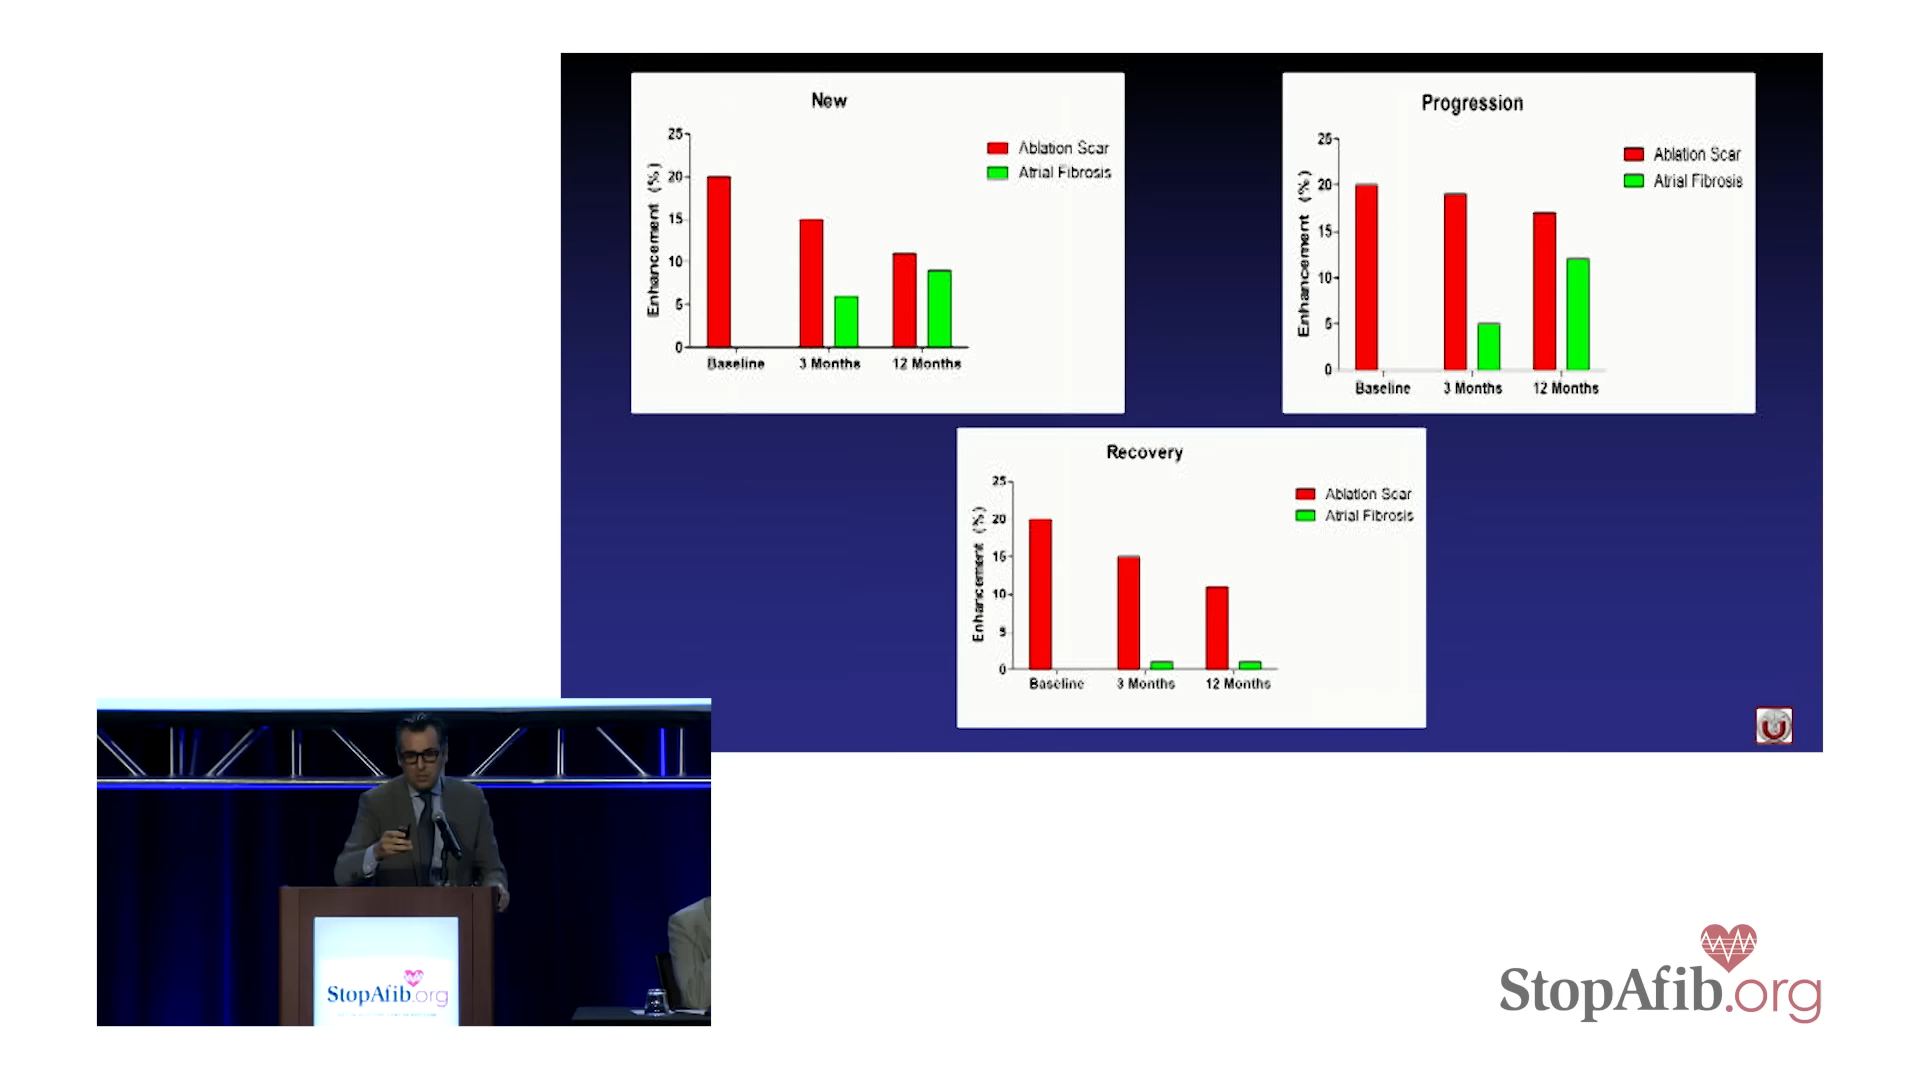 New
25
20
15
10
5
0
Enhancement (%)
Baseline
3 Months
12 Months
Ablation Scar
Atrial Fibrosis
Progression
25
20
15
10
5
0
Enhancement (%)
Baseline
3 Months
12 Months
Ablation Scar
Atrial Fibrosis
Recovery
25
20
15
10
5
0
Enhancement (%)
Baseline
3 Months
12 Months
Ablation Scar
Atrial Fibrosis
U
StopAfib.org
StopAfib.org